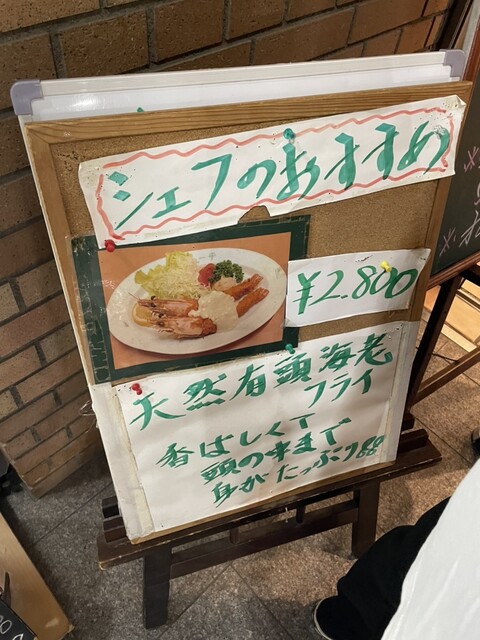 シェフのおすすめ
¥2.800
天然有頭海老
フライ
香ばしくて
頭の味まで
身がたっぷり